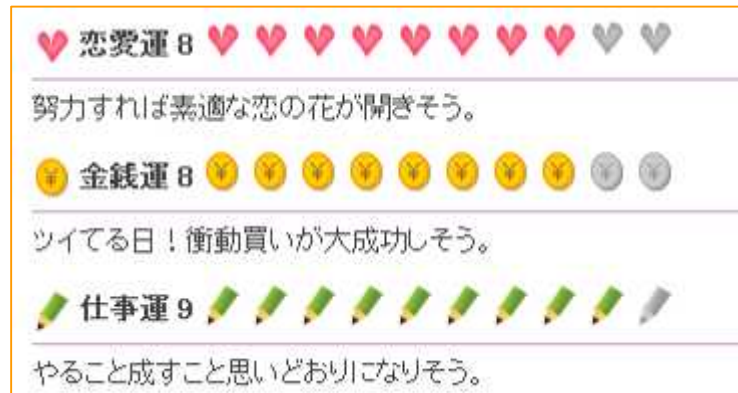 恋愛運 8
努力すれば素適な恋の花が開きそう。
金銭運 8
ツイてる日！衝動買いが大成功しそう。
仕事運 9
やること成すこと思いどおりになりそう。